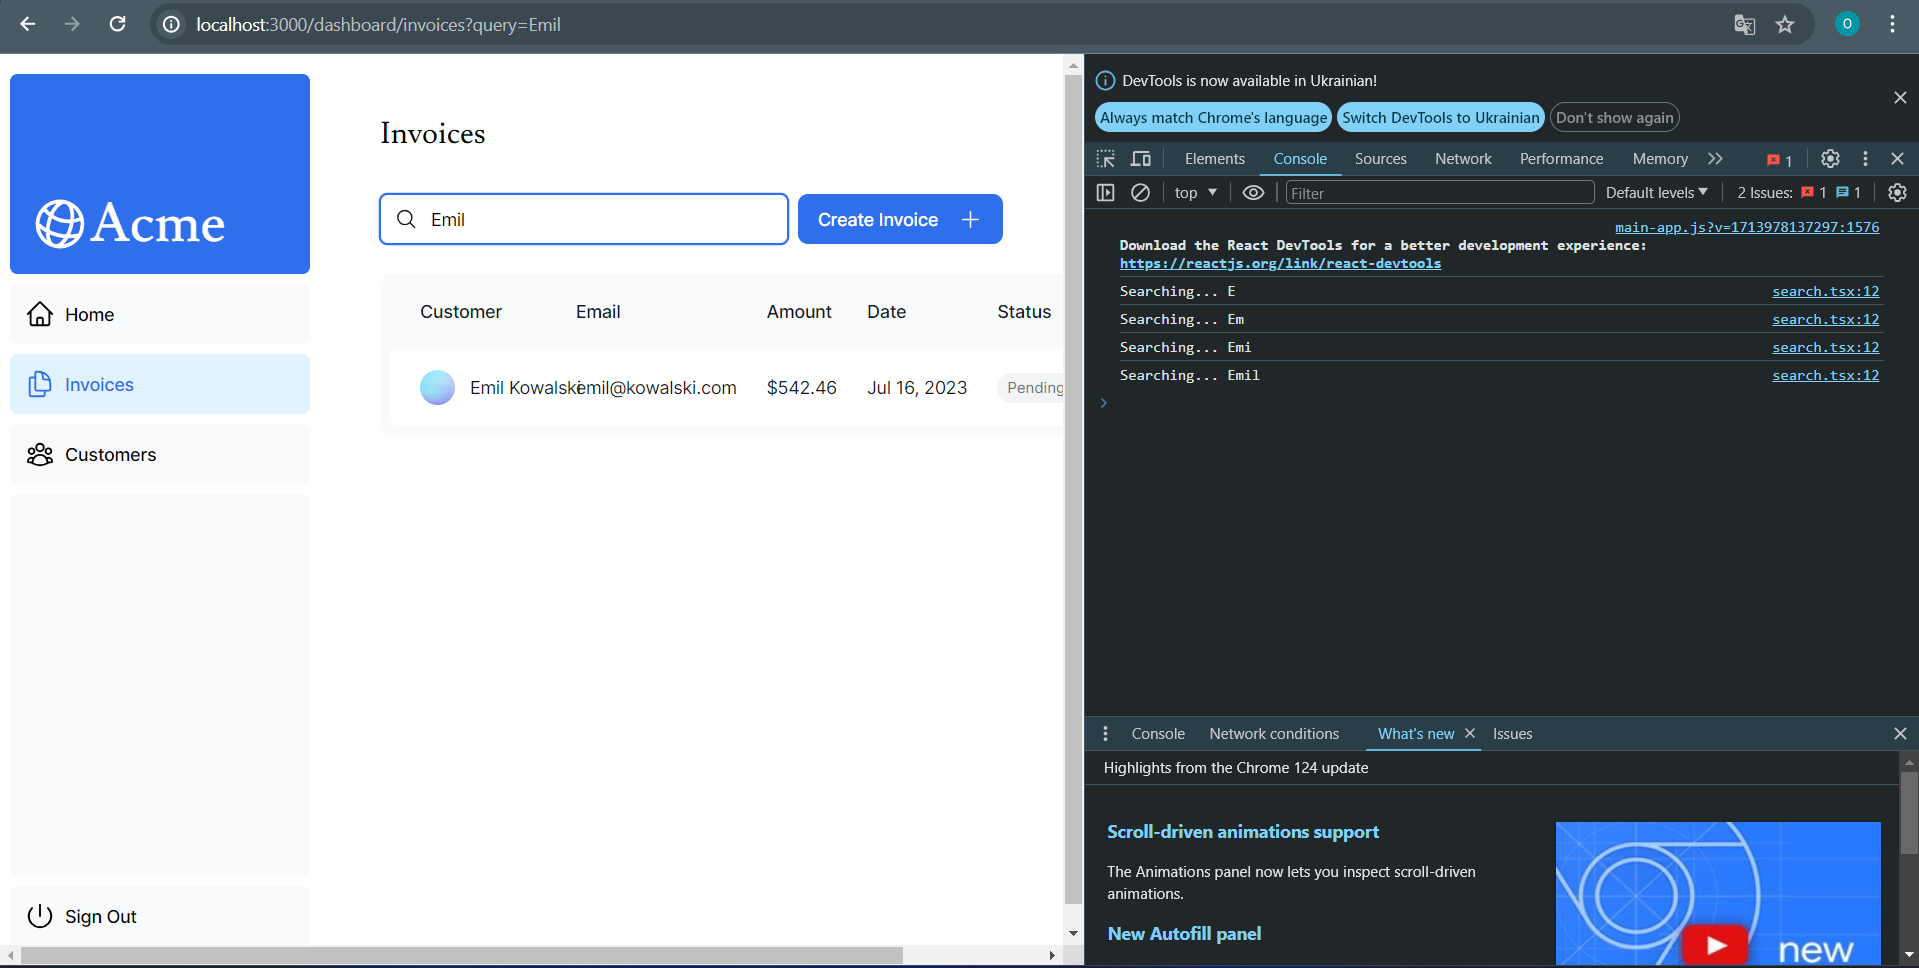 localhost:3000/dashboard/invoices?query=Emil
O
Acme
Home
Invoices
Customers
Sign Out
Invoices
Emil
Create Invoice
Customer Email Amount Date Status
Emil Kowalski emil@kowalski.com $542.46 Jul 16, 2023 Pending
DevTools is now available in Ukrainian!
Always match Chrome's language Switch DevTools to Ukrainian Don't show again
Elements Console Sources Network Performance Memory 1
top Filter Default levels 2 Issues: 1 1
main-app.js?v=1713978137297:1576
Download the React DevTools for a better development experience:
https://reactjs.org/link/react-devtools
Searching... E search.tsx:12
Searching... Em search.tsx:12
Searching... Emi search.tsx:12
Searching... Emil search.tsx:12
Console Network conditions What's new Issues
Highlights from the Chrome 124 update
Scroll-driven animations support
The Animations panel now lets you inspect scroll-driven
animations.
New Autofill panel
new